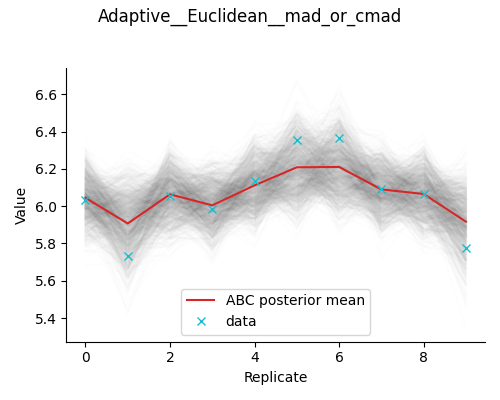 Adaptive__Euclidean__mad_or_cmad
6.6
6.4
6.2
6.0
5.8
5.6
5.4
Value
ABC posterior mean
data
0
2
4
6
8
Replicate